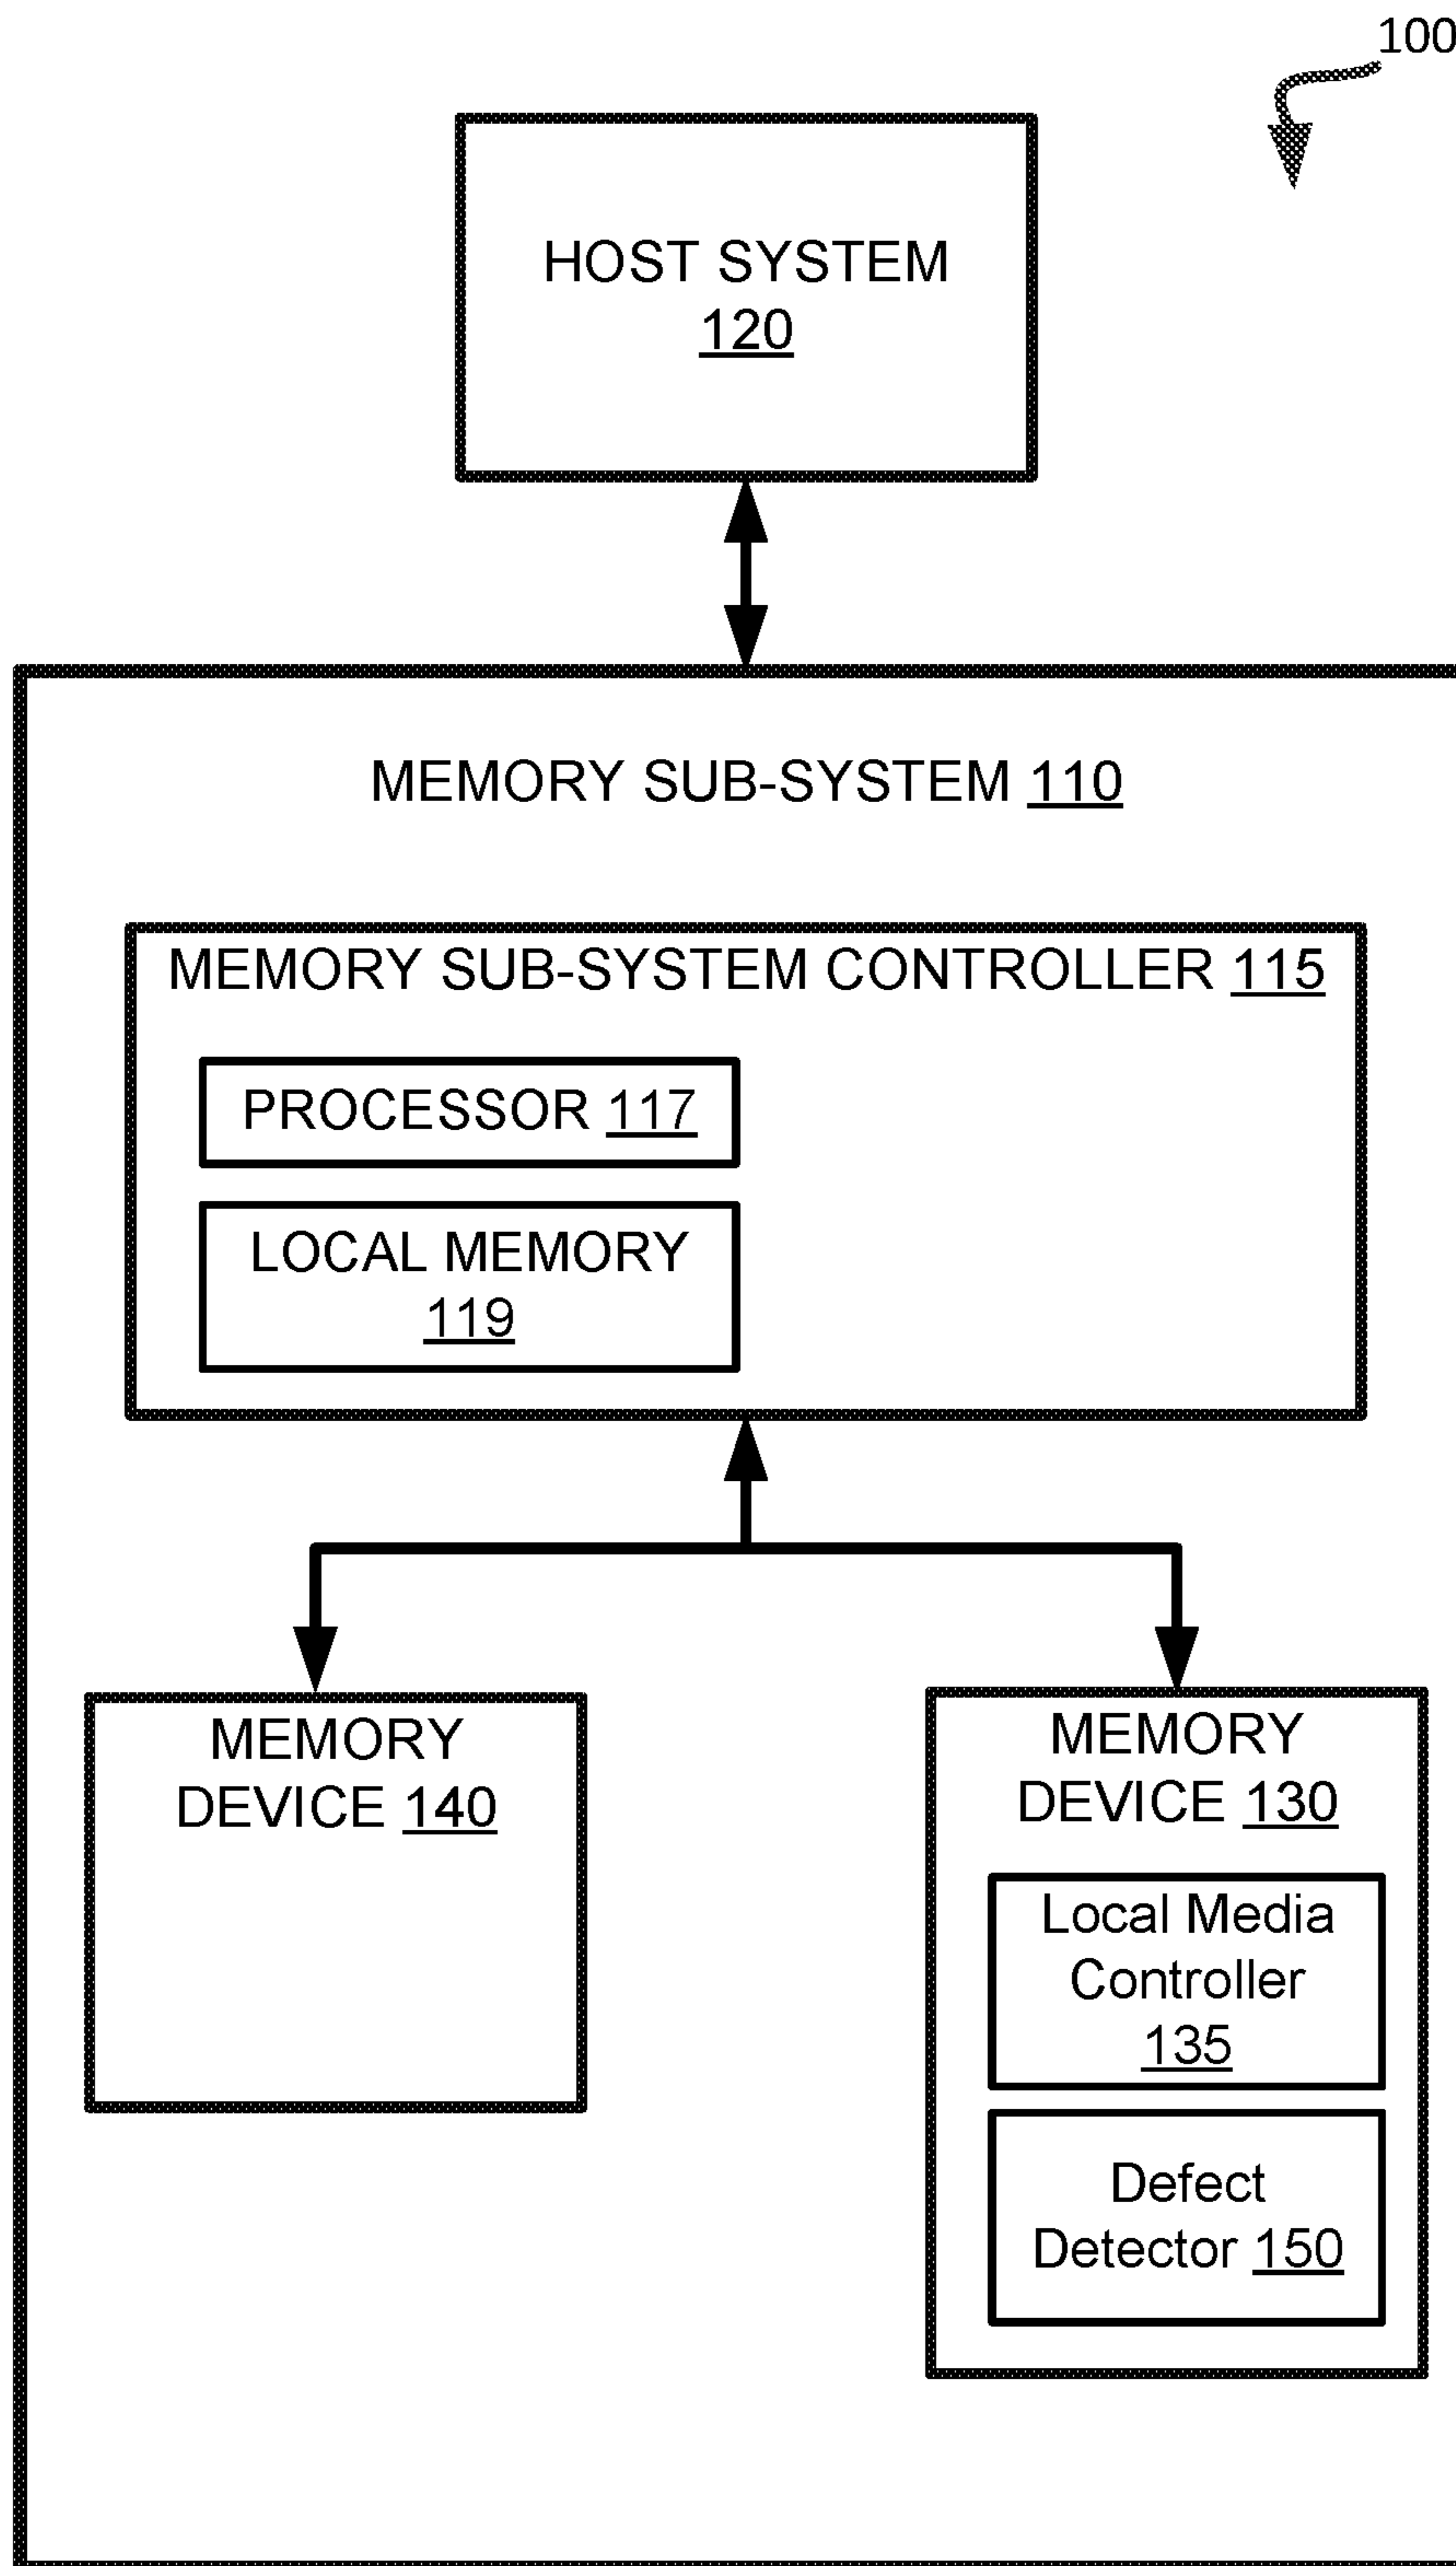 100
HOST SYSTEM
120
MEMORY SUB-SYSTEM 110
MEMORY SUB-SYSTEM CONTROLLER 115
PROCESSOR 117
LOCAL MEMORY
119
MEMORY
DEVICE 140
MEMORY
DEVICE 130
Local Media
Controller
135
Defect
Detector 150